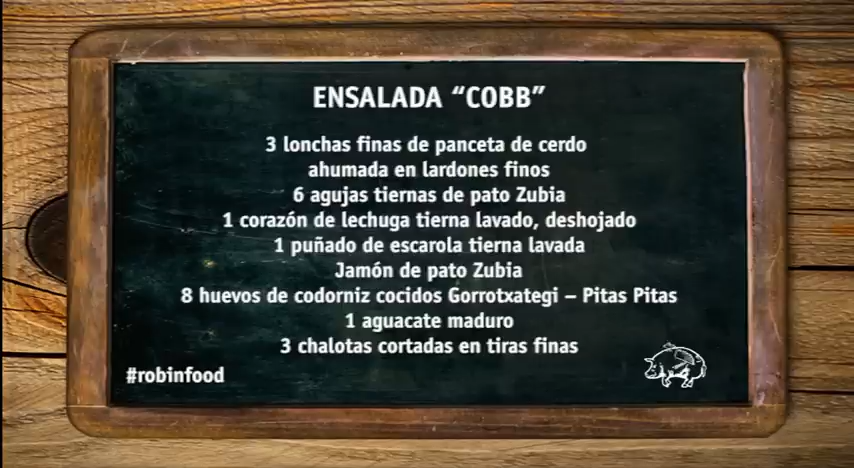 ENSALADA “COBB”
3 lonchas finas de panceta de cerdo
ahumada en lardones finos
6 agujas tiernas de pato Zubia
1 corazón de lechuga tierna lavado, deshojado
1 puñado de escarola tierna lavada
Jamón de pato Zubia
8 huevos de codorniz cocidos Gorrotxategi – Pitas Pitas
1 aguacate maduro
3 chalotas cortadas en tiras finas
#robinfood